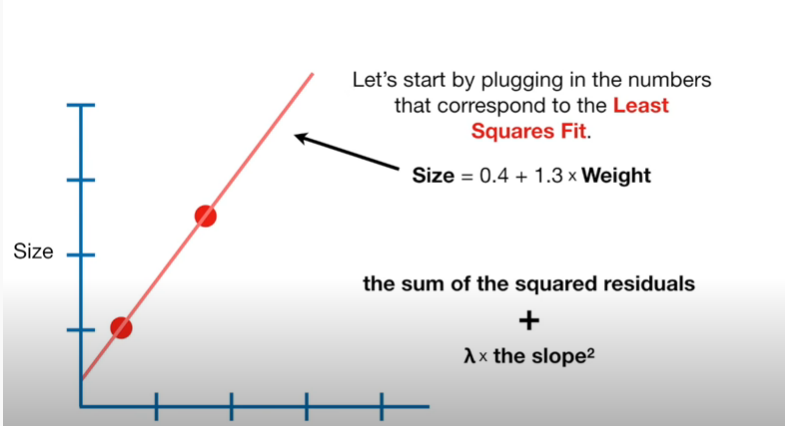 Let's start by plugging in the numbers
that correspond to the Least
Squares Fit.
Size = 0.4 + 1.3 × Weight
Size
the sum of the squared residuals
+
λ × the slope²